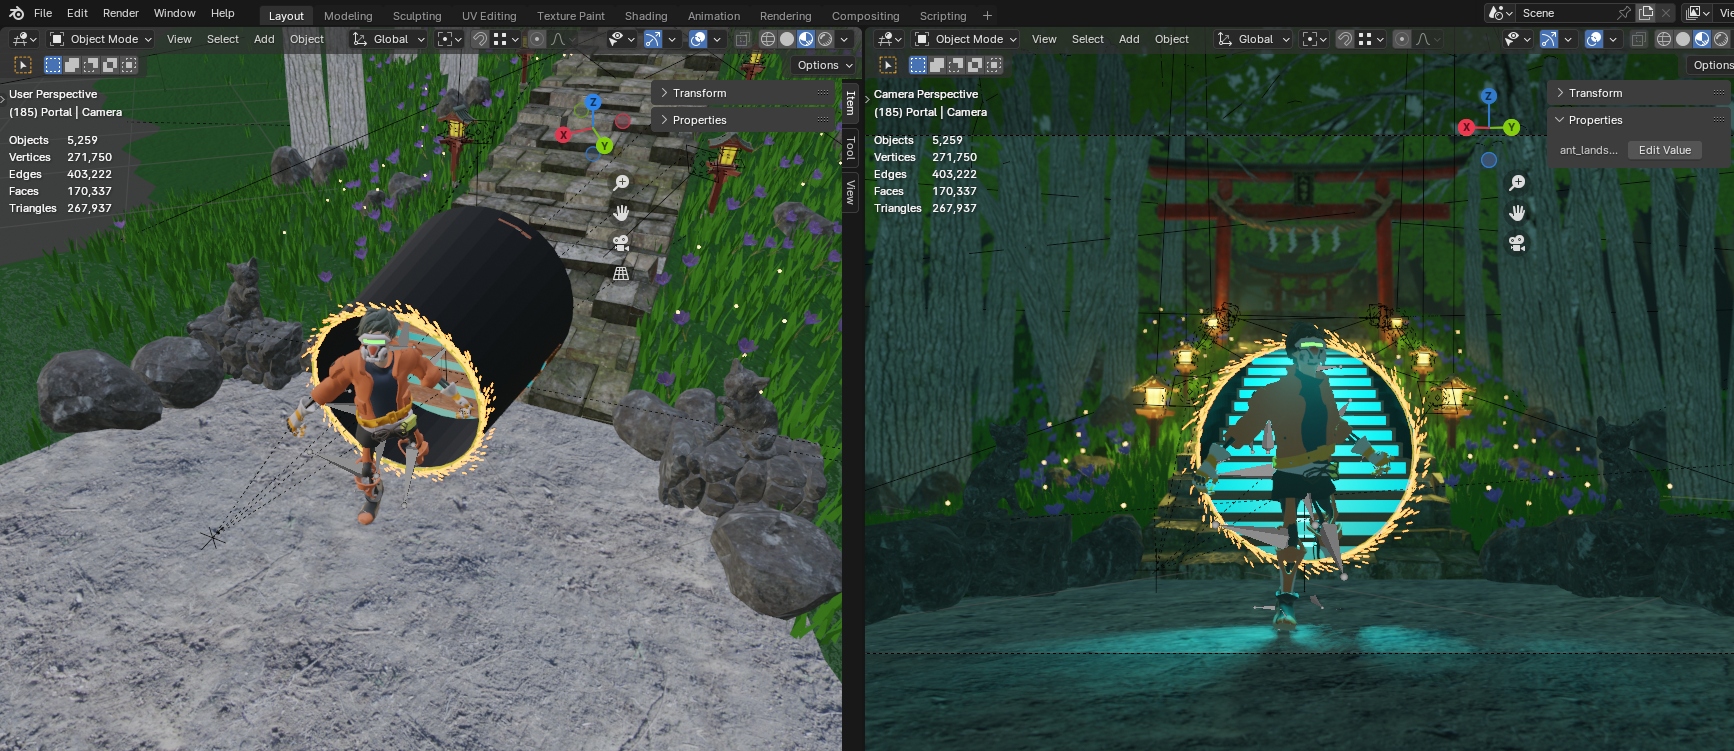 File Edit Render Window Help Layout Modeling Sculpting UV Editing Texture Paint Shading Animation Rendering Compositing Scripting + Scene Vie
Object Mode View Select Add Object Global
Options
User Perspective
(185) Portal | Camera
Objects 5,259
Vertices 271,750
Edges 403,222
Faces 170,337
Triangles 267,937
Transform
Properties
Item
Tool
View
Z
X
Y
Object Mode View Select Add Object Global
Options
Camera Perspective
(185) Portal | Camera
Objects 5,259
Vertices 271,750
Edges 403,222
Faces 170,337
Triangles 267,937
Transform
Properties
ant_lands... Edit Value
Z
X
Y